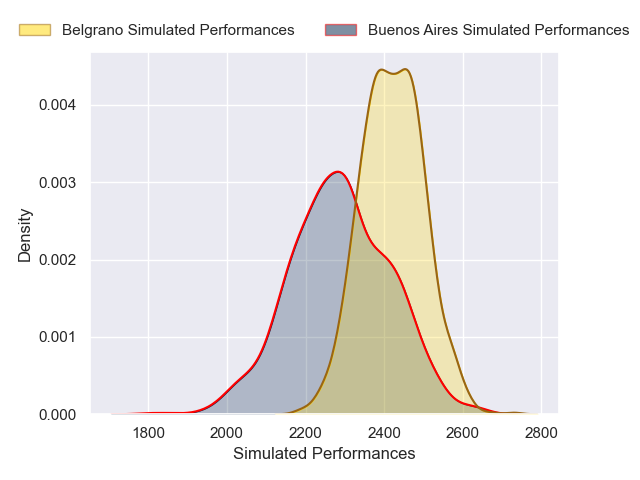 Belgrano Simulated Performances
Buenos Aires Simulated Performances
0.004
0.003
0.002
0.001
0.000
Density
1800 2000 2200 2400 2600 2800
Simulated Performances